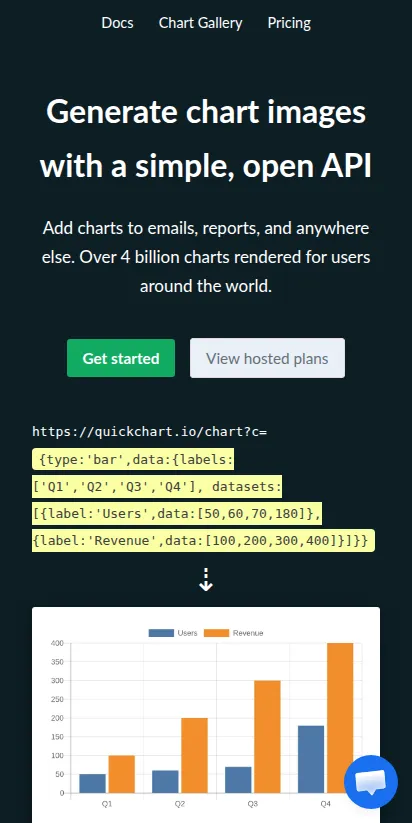 Docs Chart Gallery Pricing
Generate chart images
with a simple, open API
Add charts to emails, reports, and anywhere
else. Over 4 billion charts rendered for users
around the world.
Get started View hosted plans
https://quickchart.io/chart?c=
{type:'bar',data:{labels:
['Q1','Q2','Q3','Q4'], datasets:
[{label:'Users',data:[50,60,70,180]},
{label:'Revenue',data:[100,200,300,400]}]}}
Users Revenue
400
350
300
250
200
150
100
50
0
Q1 Q2 Q3 Q4